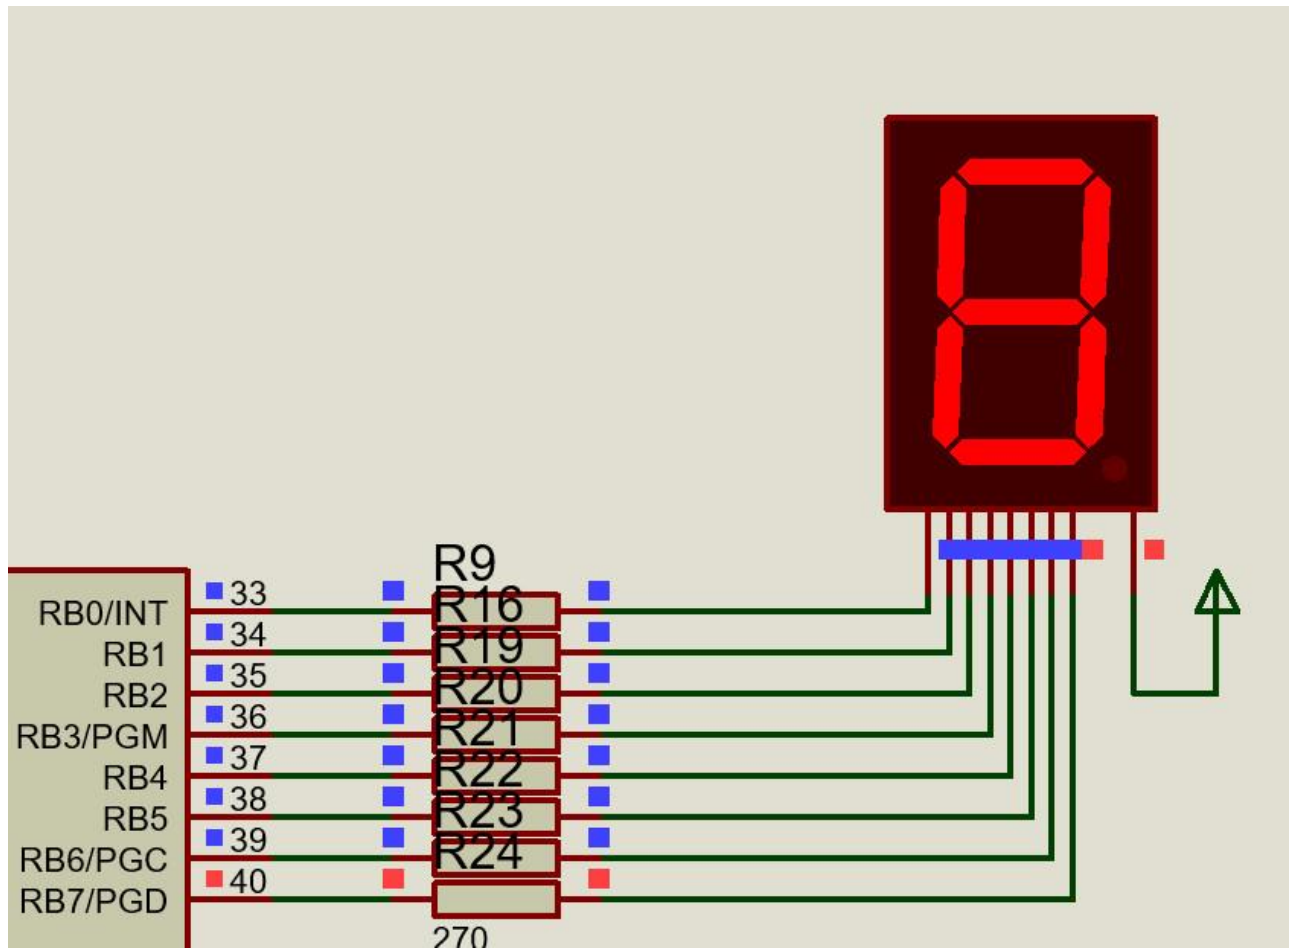 R9
RB0/INT 33 R16
RB1 34 R19
RB2 35 R20
RB3/PGM 36 R21
RB4 37 R22
RB5 38 R23
RB6/PGC 39 R24
RB7/PGD 40
270